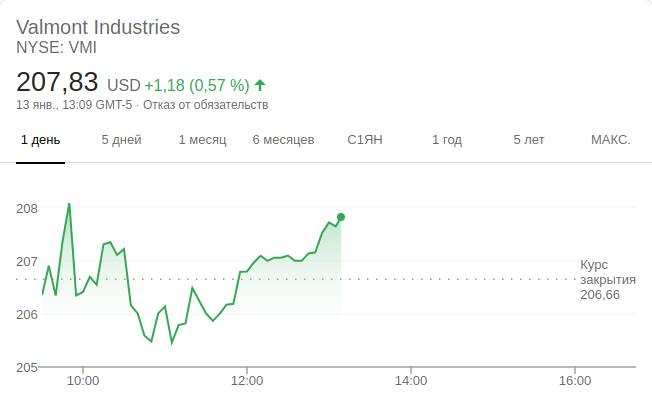 Valmont Industries
NYSE: VMI
207,83 USD +1,18 (0,57 %)
13 янв., 13:09 GMT-5 · Отказ от обязательств
1 день 5 дней 1 месяц 6 месяцев С1ЯН 1 год 5 лет МАКС.
208
207
206
205
Курс
закрытия
206,66
10:00 12:00 14:00 16:00